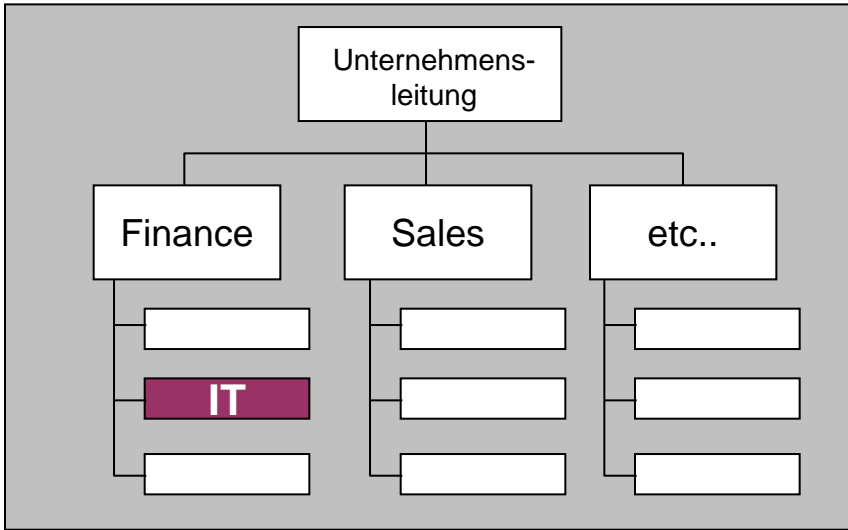 Unternehmens-
leitung
Finance
Sales
etc..
IT